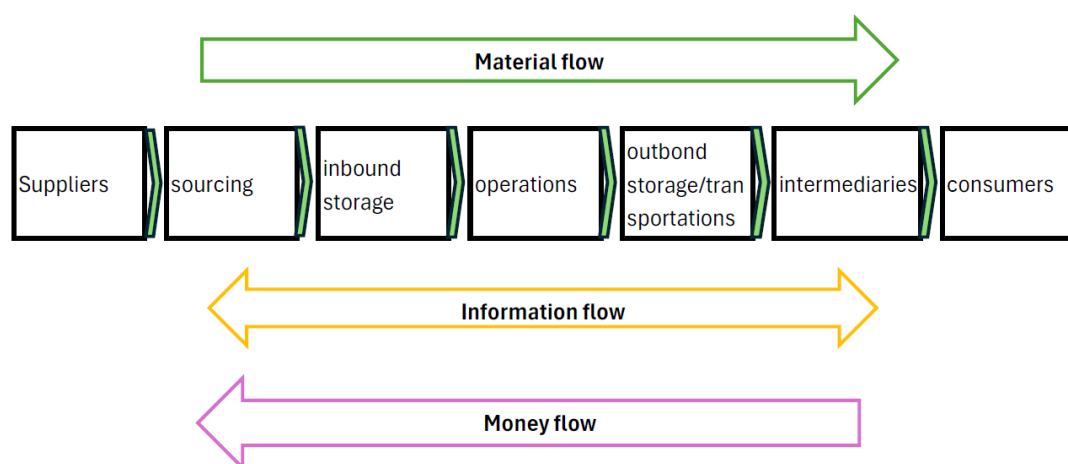 Material flow
Suppliers
sourcing
inbound
storage
operations
outbond
storage/tran
sportations
intermediaries
consumers
Information flow
Money flow